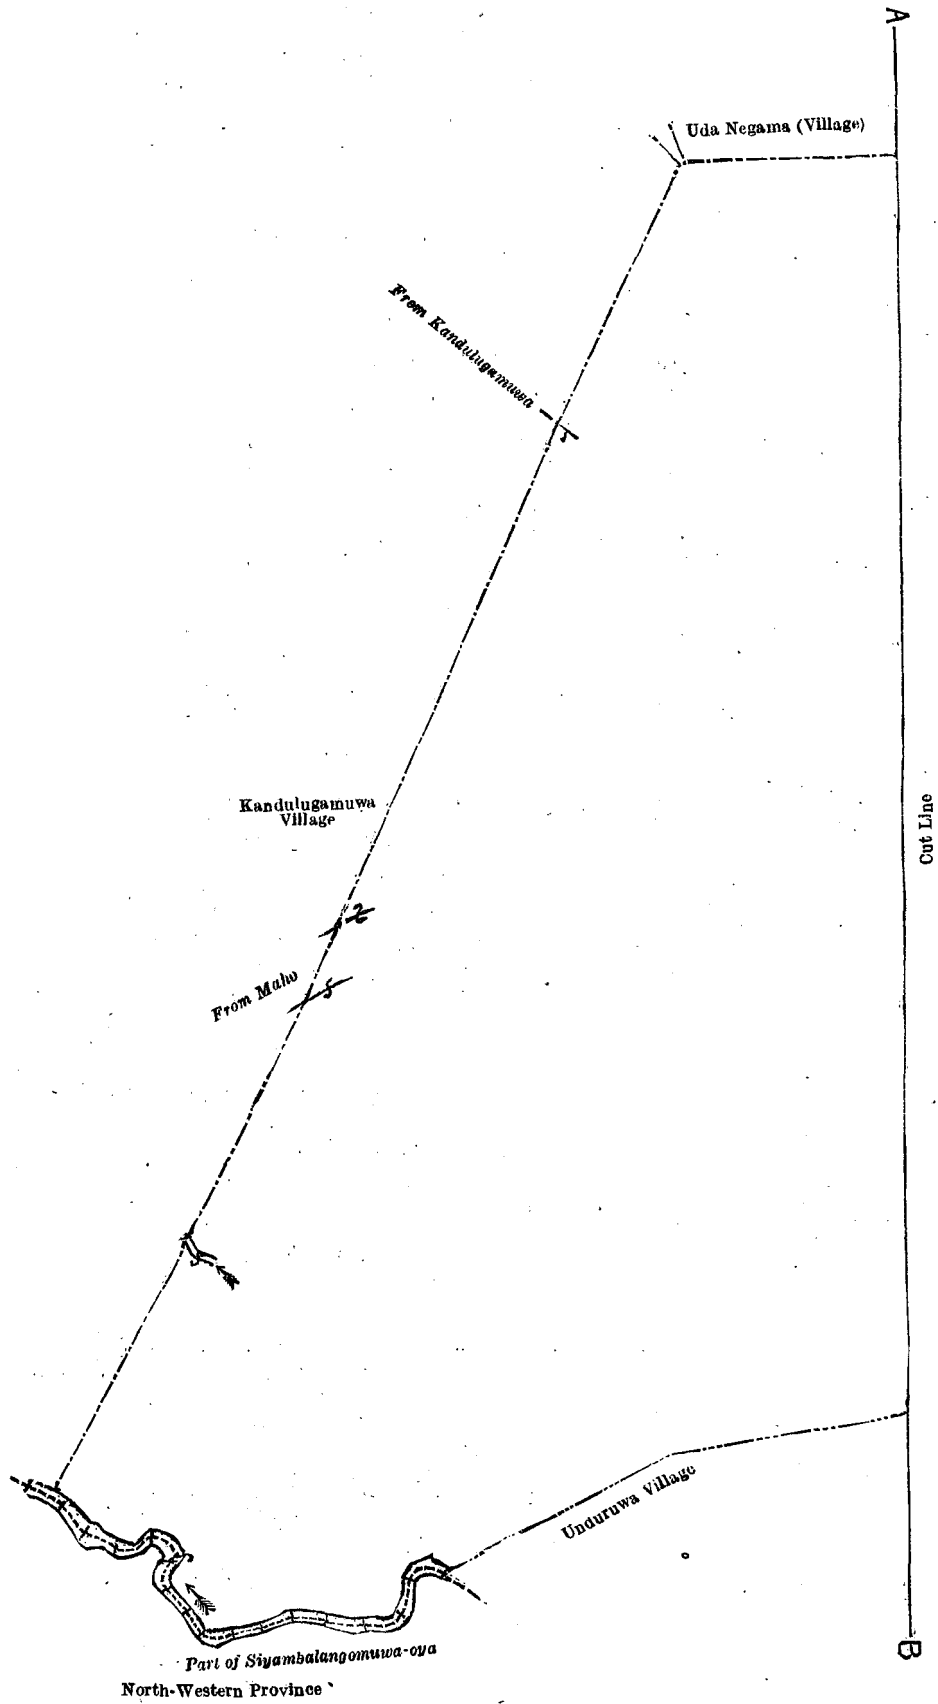 A
Uda Negama (Village)
From Kandulugamuwa
Cut Line
Kandulugamuwa
Village
From Maho
Unduruwa Village
Part of Siyambalangomuwa-oya
North-Western Province
B